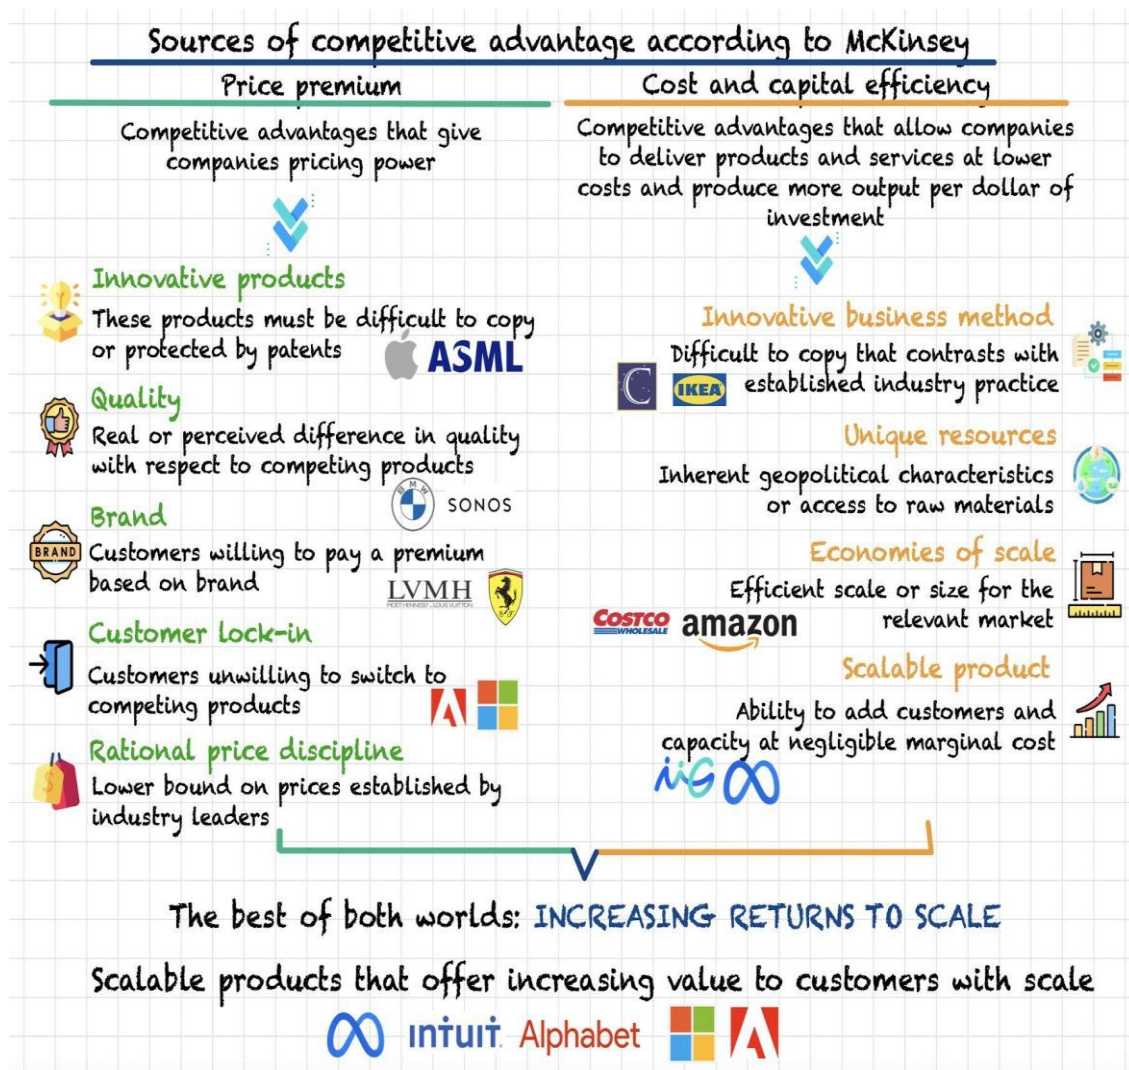 Sources of competitive advantage according to McKinsey
Price premium
Competitive advantages that give
companies pricing power
Innovative products
These products must be difficult to copy
or protected by patents
ASML
Quality
Real or perceived difference in quality
with respect to competing products
BMW
SONOS
Brand
BRAND
Customers willing to pay a premium
based on brand
LVMH
MOËT HENNESSY . LOUIS VUITTON
S F
Customer lock-in
Customers unwilling to switch to
competing products
Rational price discipline
$
Lower bound on prices established by
industry leaders
Cost and capital efficiency
Competitive advantages that allow companies
to deliver products and services at lower
costs and produce more output per dollar of
investment
Innovative business method
Difficult to copy that contrasts with
established industry practice
C
IKEA
Unique resources
Inherent geopolitical characteristics
or access to raw materials
Economies of scale
Efficient scale or size for the
relevant market
COSTCO
WHOLESALE
amazon
Scalable product
Ability to add customers and
capacity at negligible marginal cost
The best of both worlds: INCREASING RETURNS TO SCALE
Scalable products that offer increasing value to customers with scale
INTUIT
Alphabet